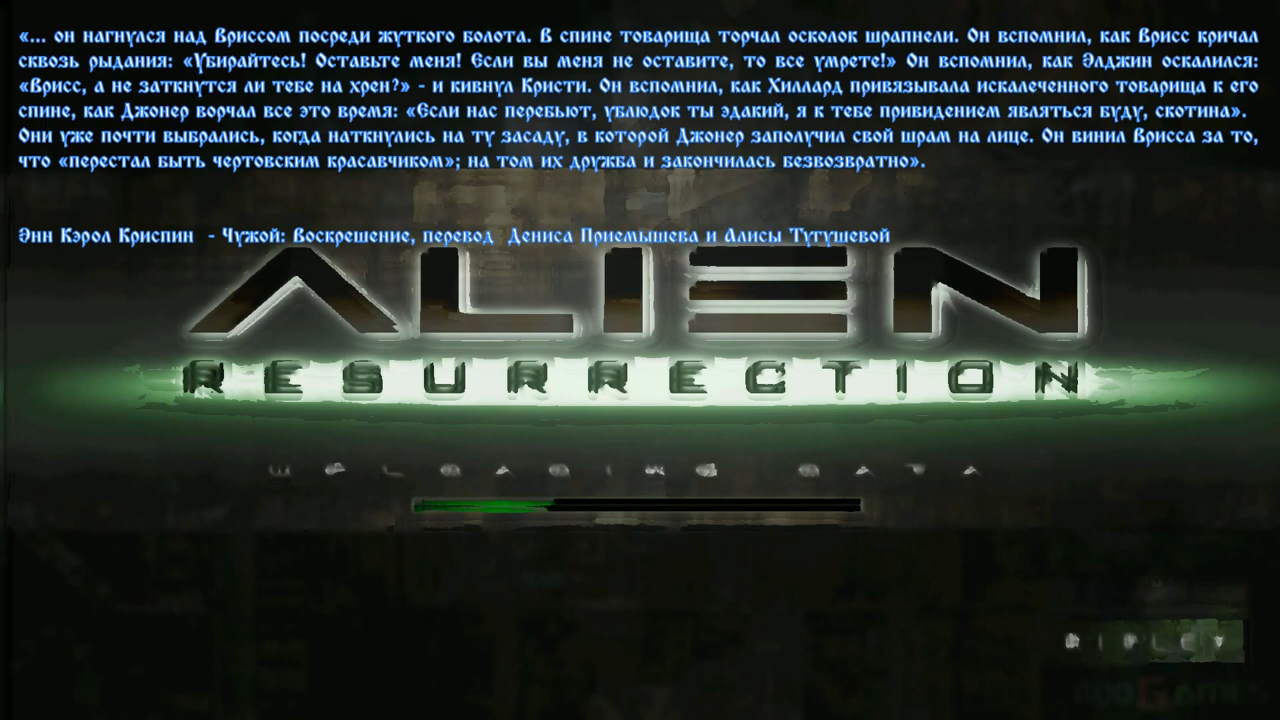 «... он нагнулся над Вриссом посреди жуткого болота. В спине товарища торчал осколок шрапнели. Он вспомнил, как Врисс кричал
сквозь рыдания: «Убирайтесь! Оставьте меня! Если вы меня не оставите, то все умрете!» Он вспомнил, как Элджин оскалился:
«Врисс, а не заткнутся ли тебе на хрен?» - и кивнул Кристи. Он вспомнил, как Хиллард привязывала искалеченного товарища к его
спине, как Джонер ворчал все это время: «Если нас перебьют, ублюдок ты эдакий, я к тебе привидением являться буду, скотина».
Они уже почти выбрались, когда наткнулись на ту засаду, в которой Джонер заполучил свой шрам на лице. Он винил Врисса за то,
что «перестал быть чертовским красавчиком»; на том их дружба и закончилась безвозвратно».
Энн Кэрол Криспин - Чужой: Воскрешение, перевод Дениса Приемышева и Алисы Тугушевой
ALIEN
RESURRECTION
LOADING DATA
RIPLEY